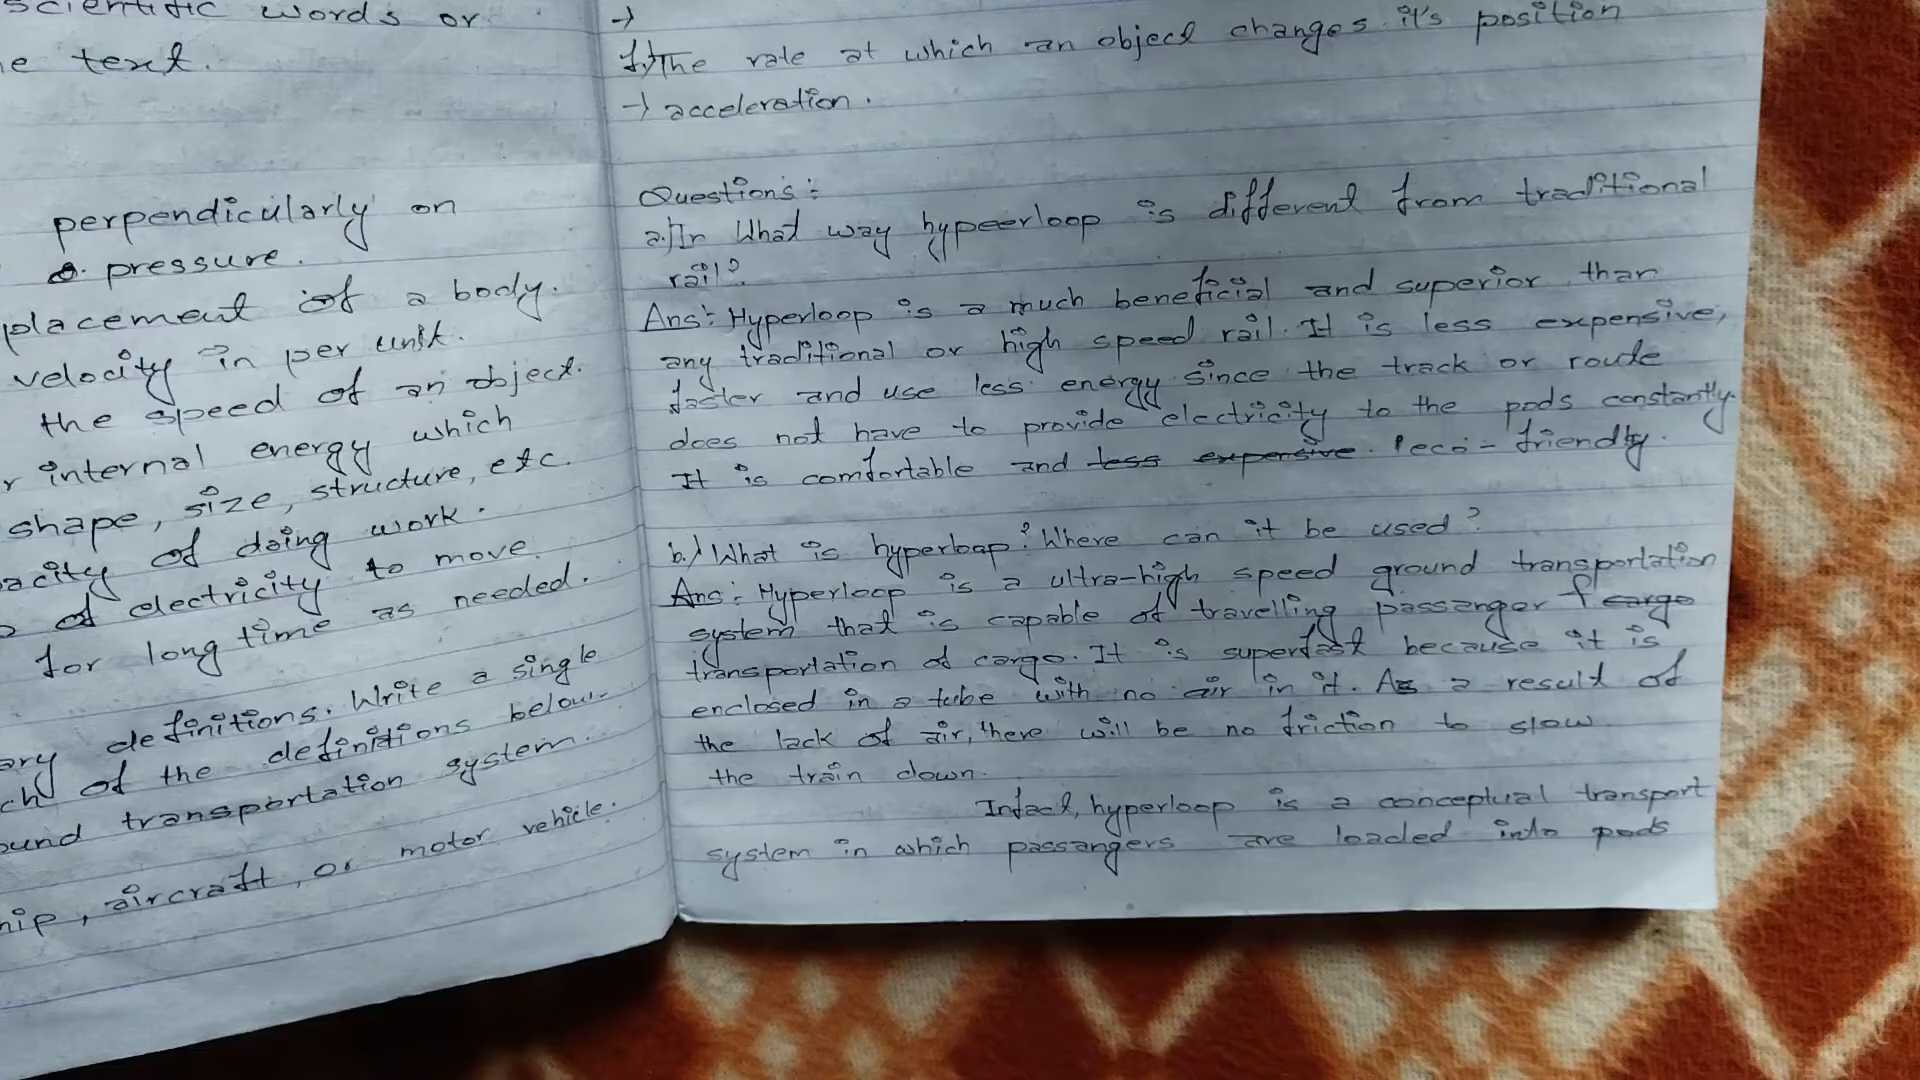 scientific words or
e text.
perpendicularly on
pressure.
placement of a body.
velocity in per unit.
the speed of an object.
r internal energy which
shape, size, structure, etc.
acity of doing work.
of electricity to move.
for long time as needed.
ary definitions. Write a single
ch of the definitions below.
ound transportation system.
hip, aircraft, or motor vehicle.
→
f.) The rate at which an object changes it's position
→ acceleration.
Question's:
a.) In What way hypeerloop is different from traditional
rail?
Ans: Hyperloop is a much beneficial and superior than
any traditional or high speed rail. It is less expensive,
faster and use less energy since the track or route
does not have to provide electricity to the pods constantly.
It is comfortable and less expensive. eco-friendly.
b.) What is hyperloop? Where can it be used?
Ans: Hyperloop is a ultra-high speed ground transportation
system that is capable of travelling passanger f cargo
transportation of cargo. It is superfast because it is
enclosed in a tube with no air in it. As a result of
the lack of air, there will be no friction to slow
the train down.
Infact, hyperloop is a conceptual transport
system in which passangers are loaded into pods